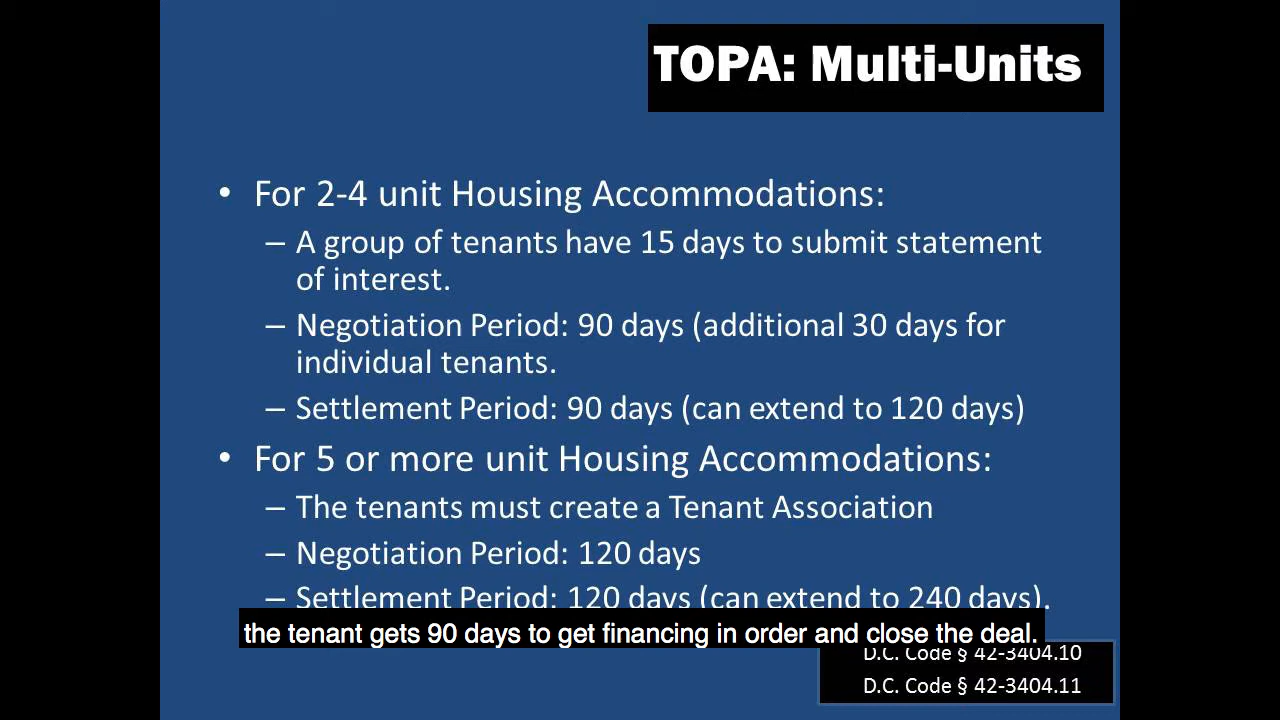 TOPA: Multi-Units
• For 2-4 unit Housing Accommodations:
– A group of tenants have 15 days to submit statement
of interest.
– Negotiation Period: 90 days (additional 30 days for
individual tenants.
– Settlement Period: 90 days (can extend to 120 days)
• For 5 or more unit Housing Accommodations:
– The tenants must create a Tenant Association
– Negotiation Period: 120 days
– Settlement Period: 120 days (can extend to 240 days).
the tenant gets 90 days to get financing in order and close the deal.
D.C. Code § 42-3404.10
D.C. Code § 42-3404.11